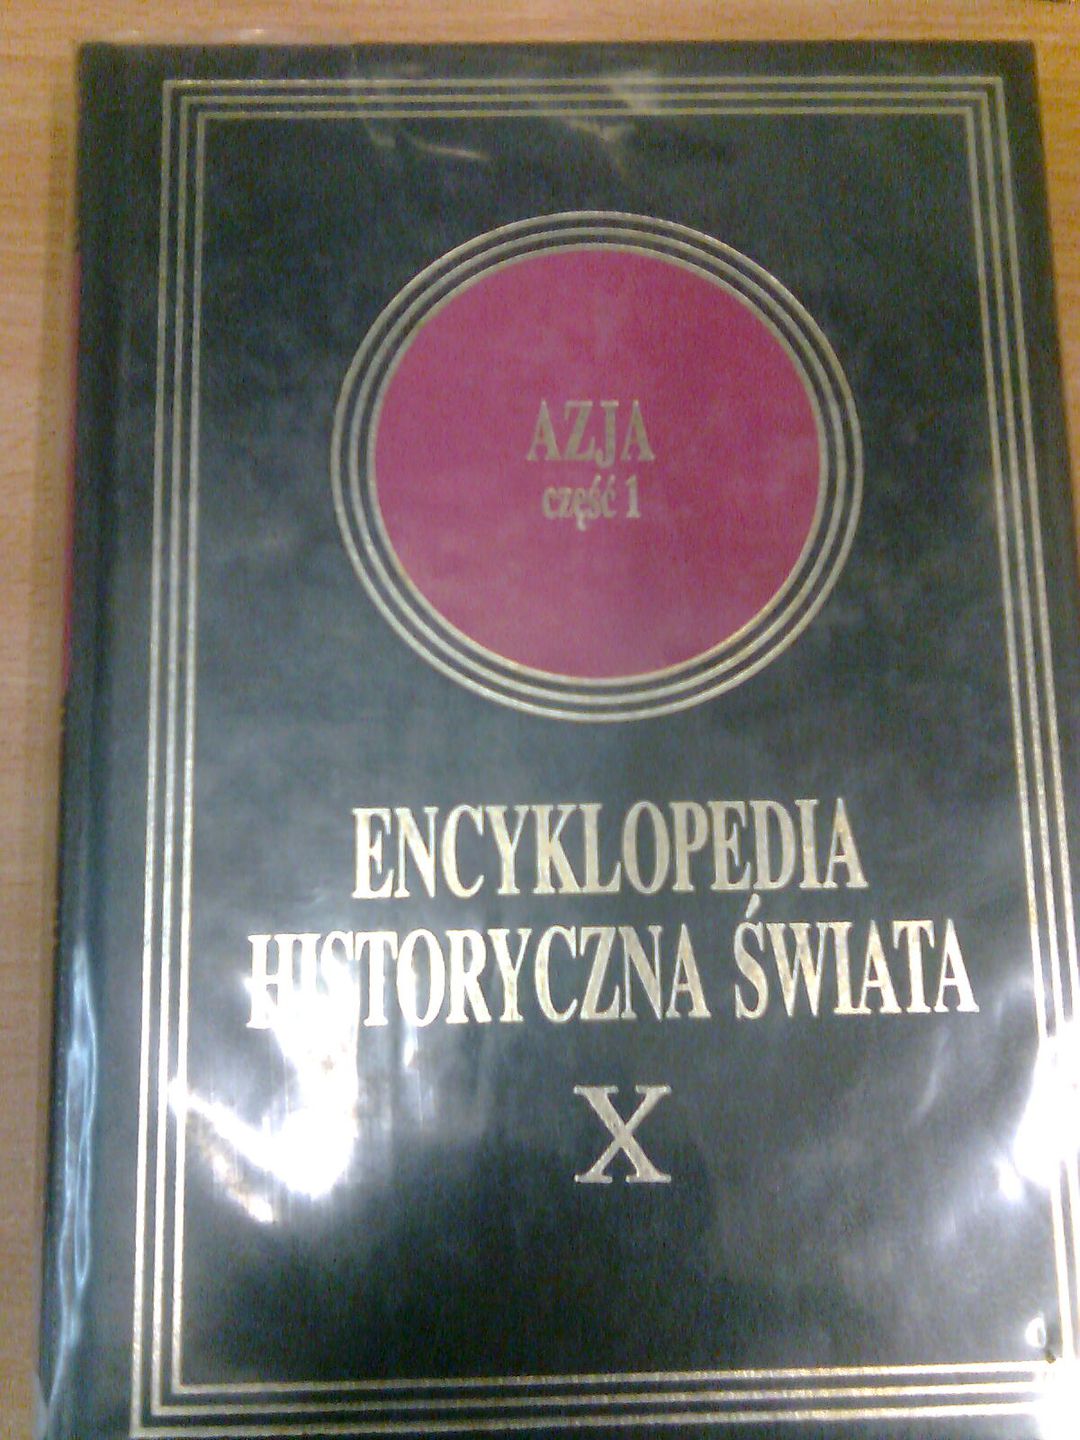 AZJA
część 1
ENCYKLOPEDIA
HISTORYCZNA ŚWIATA
X